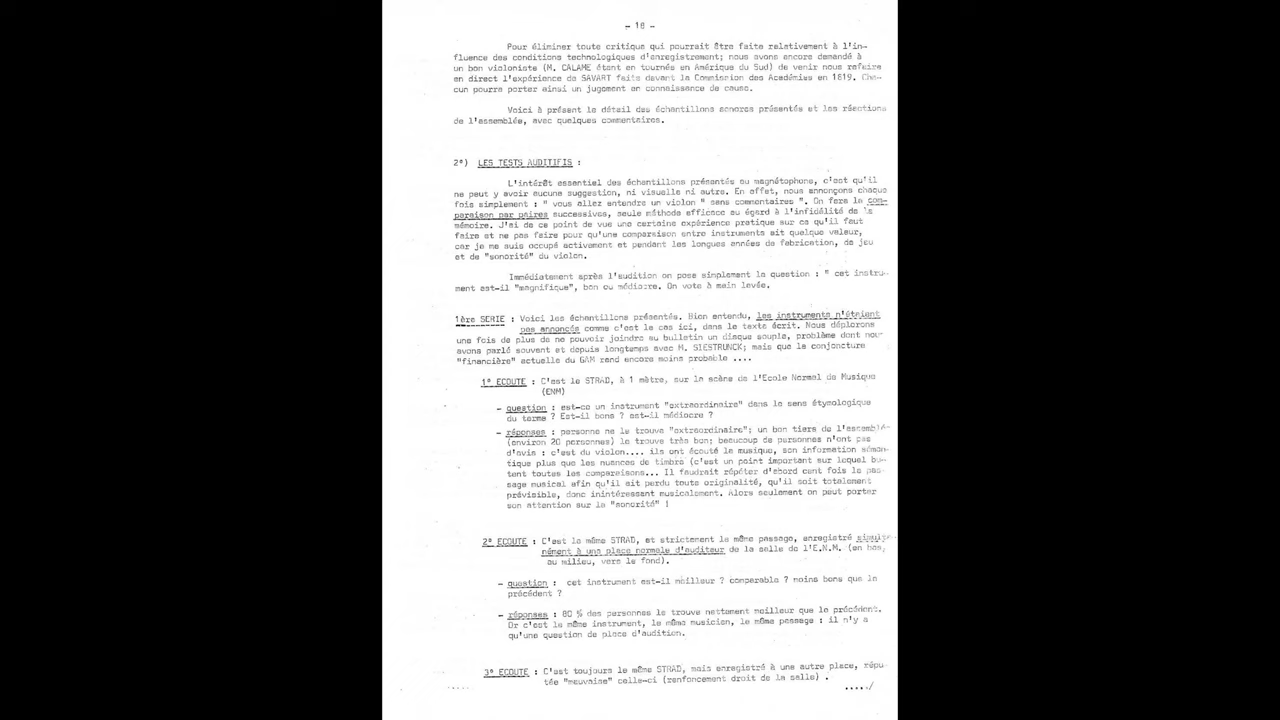 - 18 -
Pour éliminer toute critique qui pourrait être faite relativement à l'in-
fluence des conditions technologiques d'enregistrement; nous avons encore demandé à
un bon violoniste (M. CALAME étant en tournée en Amérique du Sud) de venir nous refaire
en direct l'expérience de SAVART faite devant la Commission des Académies en 1819. Cha-
cun pourra porter ainsi un jugement en connaissance de cause.
Voici à présent le détail des échantillons sonores présentés et les réactions
de l'assemblée, avec quelques commentaires.
2°) LES TESTS AUDITIFIS :
L'intérêt essentiel des échantillons présentés au magnétophone, c'est qu'il
ne peut y avoir aucune suggestion, ni visuelle ni autre. En effet, nous annonçons chaque
fois simplement : " vous allez entendre un violon " sans commentaires ". On fera la com-
paraison par paires successives, seule méthode efficace eu égard à l'infidélité de la
mémoire. J'ai de ce point de vue une certaine expérience pratique sur ce qu'il faut
faire et ne pas faire pour qu'une comparaison entre instruments ait quelque valeur,
car je me suis occupé activement et pendant les longues années de fabrication, de jeu
et de "sonorité" du violon.
Immédiatement après l'audition on pose simplement la question : " cet instru-
ment est-il "magnifique", bon ou médiocre. On vote à main levée.
1ère SERIE : Voici les échantillons présentés. Bien entendu, les instruments n'étaient
pas annoncés comme c'est le cas ici, dans le texte écrit. Nous déplorons
une fois de plus de ne pouvoir joindre au bulletin un disque souple, problème dont nous
avons parlé souvent et depuis longtemps avec M. SIESTRUNCK; mais que la conjoncture
"financière" actuelle du GAM rend encore moins probable ....
1° ECOUTE : C'est le STRAD, à 1 mètre, sur la scène de l'Ecole Normal de Musique
(ENM)
- question : est-ce un instrument "extraordinaire" dans le sens étymologique
du terme ? Est-il bons ? est-il médiocre ?
- réponses : personne ne le trouve "extraordinaire"; un bon tiers de l'assemblé-
(environ 20 personnes) le trouve très bon; beaucoup de personnes n'ont pas
d'avis : c'est du violon.... ils ont écouté la musique, son information séman-
tique plus que les nuances de timbre (c'est un point important sur lequel bu-
tent toutes les comparaisons... Il faudrait répéter d'abord cent fois le pas-
sage musical afin qu'il ait perdu toute originalité, qu'il soit totalement
prévisible, donc inintéressant musicalement. Alors seulement on peut porter
son attention sur la "sonorité" !
2° ECOUTE : C'est le même STRAD, et strictement le même passage, enregistré simulta-
nément à une place normale d'auditeur de la salle de l'E.N.M. (en bas,
au milieu, vers le fond).
- question : cet instrument est-il meilleur ? comparable ? moins bons que le
précédent ?
- réponses : 80 % des personnes le trouve nettement meilleur que le précédent.
Or c'est le même instrument, le même musicien, le même passage : il n'y a
qu'une question de place d'audition.
3° ECOUTE : C'est toujours le même STRAD, mais enregistré à une autre place, répu-
tée "mauvaise" celle-ci (renfoncement droit de la salle) .
...../